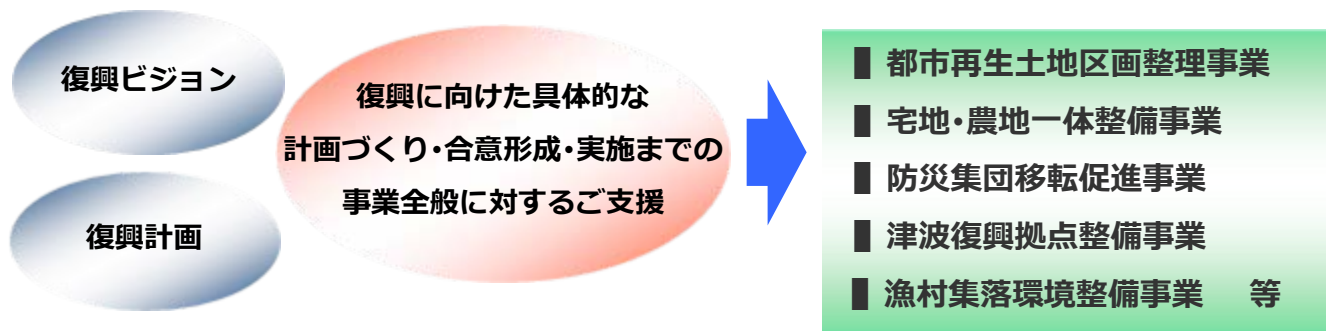 復興ビジョン
復興計画
復興に向けた具体的な
計画づくり・合意形成・実施までの
事業全般に対するご支援
■ 都市再生土地区画整理事業
■ 宅地・農地一体整備事業
■ 防災集団移転促進事業
■ 津波復興拠点整備事業
■ 漁村集落環境整備事業　等